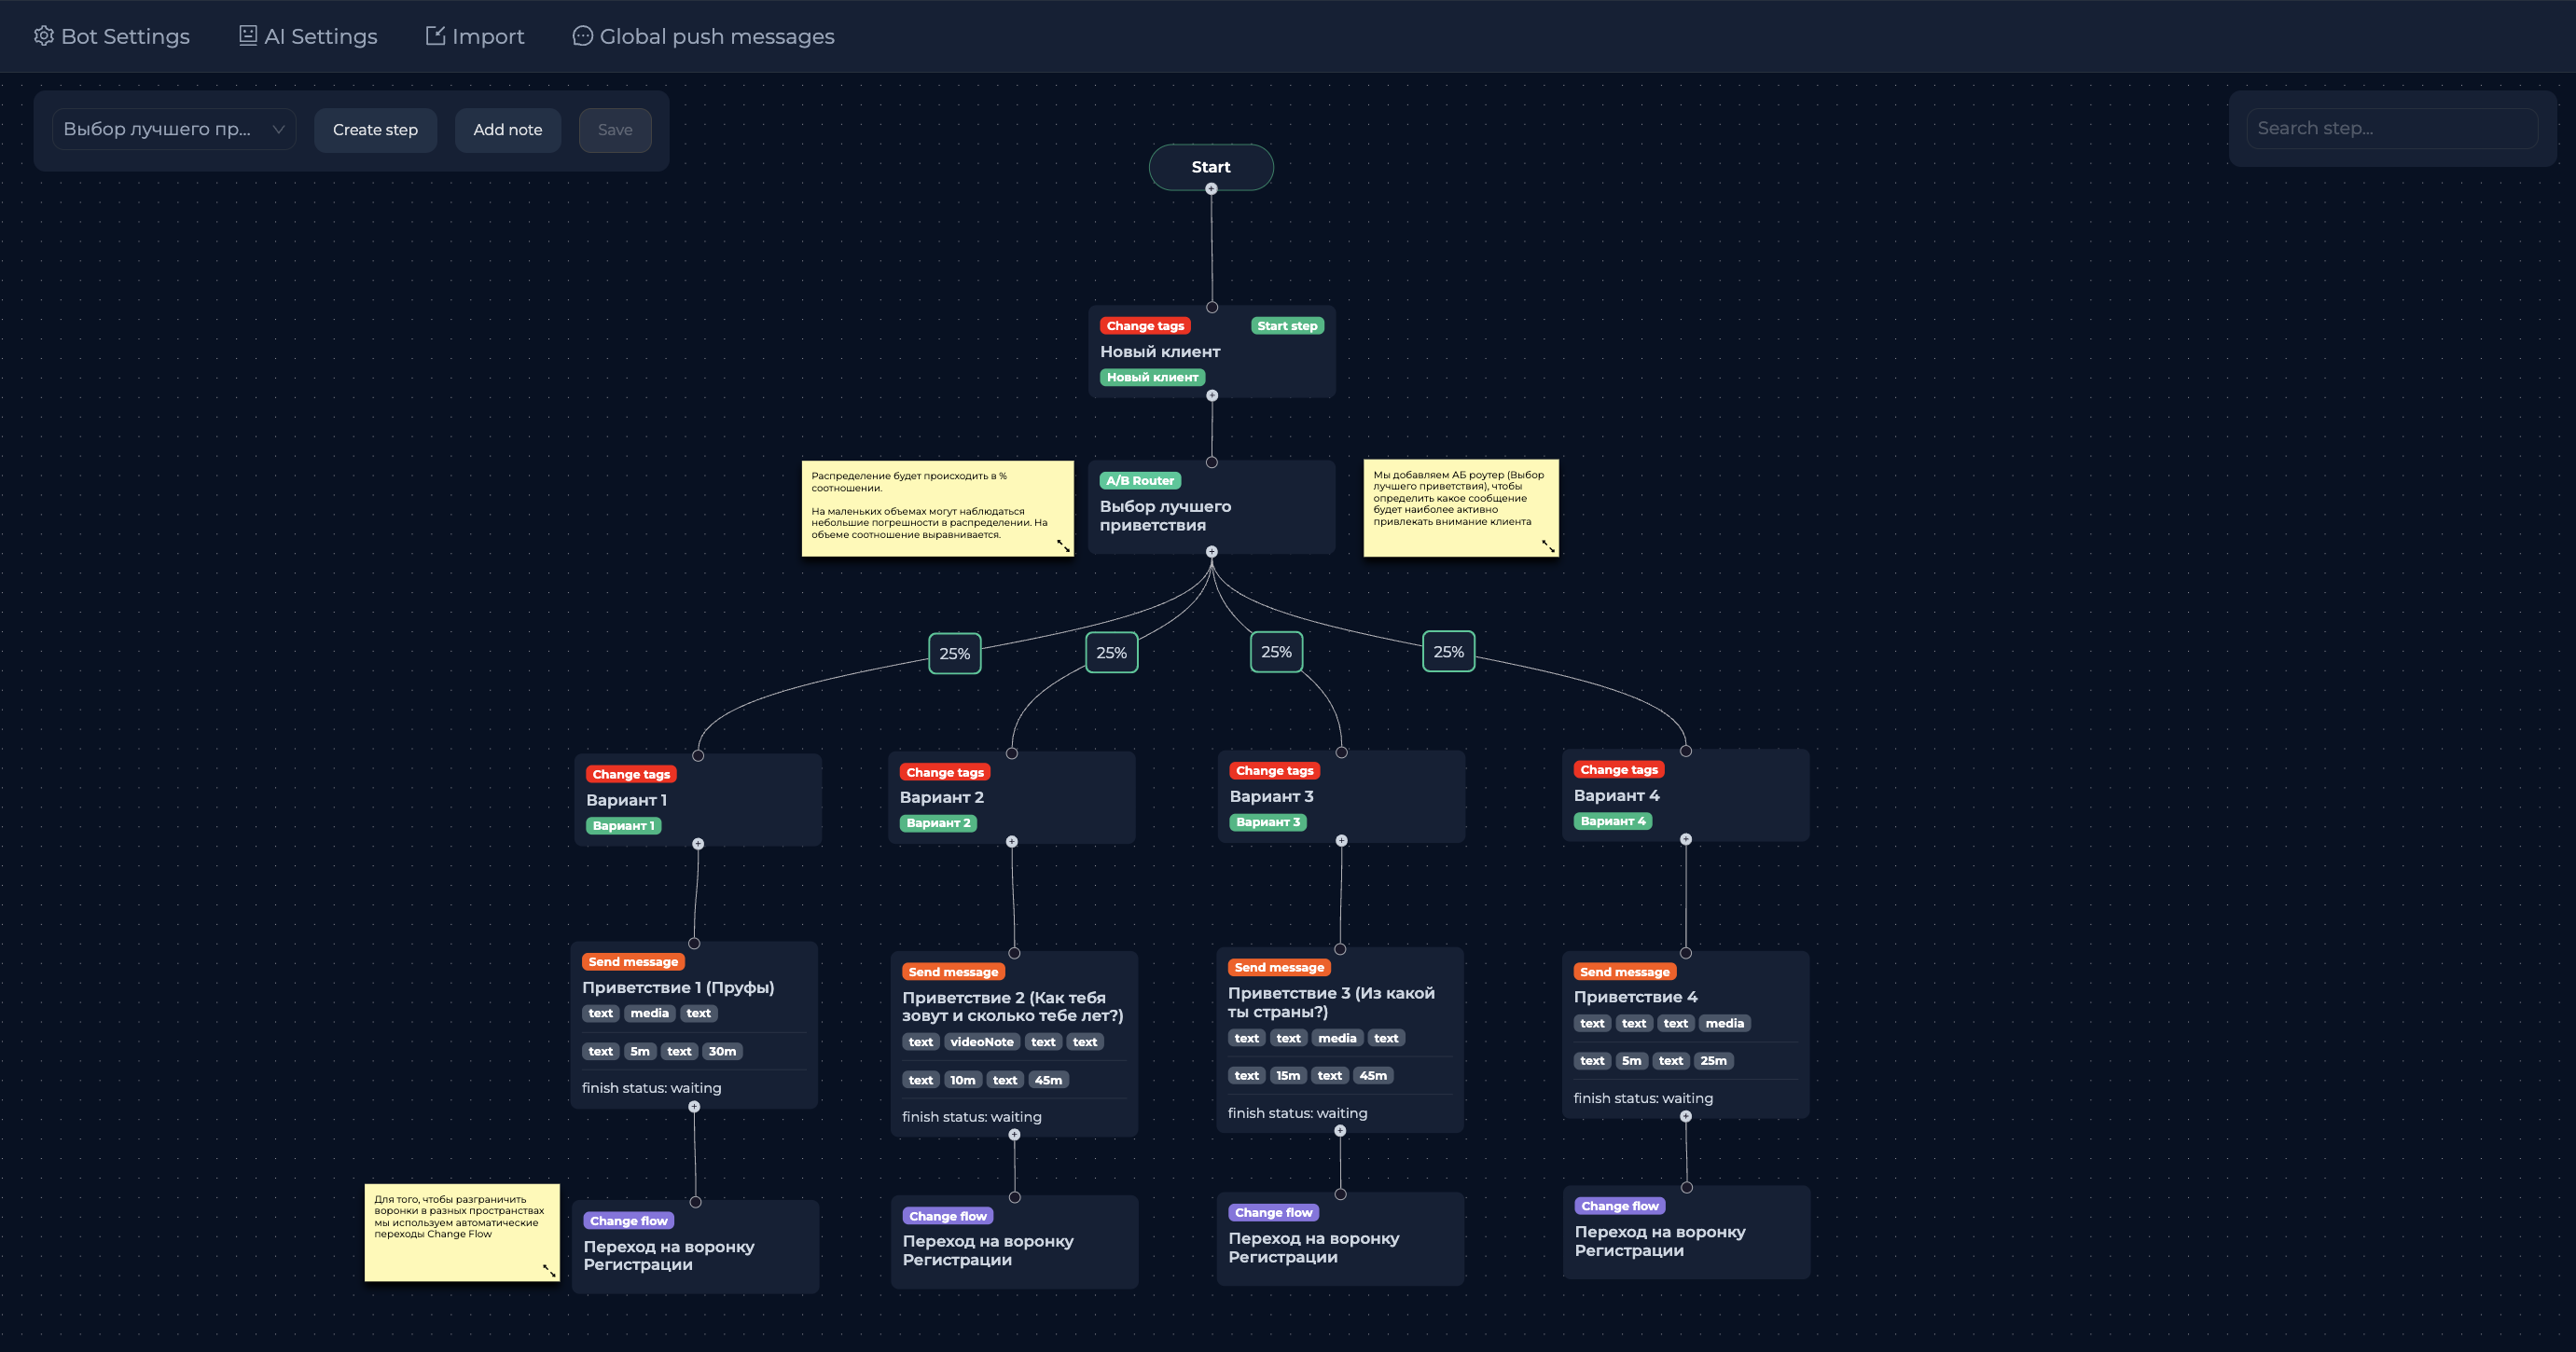 Bot Settings
AI Settings
Import
Global push messages
Выбор лучшего пр...
Create step
Add note
Save
Search step...
Start
Change tags
Start step
Новый клиент
Новый клиент
Распределение будет происходить в %
соотношении.
На маленьких объемах могут наблюдаться
небольшие погрешности в распределении. На
объеме соотношение выравнивается.
A/B Router
Выбор лучшего
приветствия
Мы добавляем АБ роутер (Выбор
лучшего приветствия), чтобы
определить какое сообщение
будет наиболее активно
привлекать внимание клиента
25%
25%
25%
25%
Change tags
Вариант 1
Вариант 1
Change tags
Вариант 2
Вариант 2
Change tags
Вариант 3
Вариант 3
Change tags
Вариант 4
Вариант 4
Send message
Приветствие 1 (Пруфы)
text media text
text 5m text 30m
finish status: waiting
Send message
Приветствие 2 (Как тебя
зовут и сколько тебе лет?)
text videoNote text text
text 10m text 45m
finish status: waiting
Send message
Приветствие 3 (Из какой
ты страны?)
text text media text
text 15m text 45m
finish status: waiting
Send message
Приветствие 4
text text text media
text 5m text 25m
finish status: waiting
Для того, чтобы разграничить
воронки в разных пространствах
мы используем автоматические
переходы Change Flow
Change flow
Переход на воронку
Регистрации
Change flow
Переход на воронку
Регистрации
Change flow
Переход на воронку
Регистрации
Change flow
Переход на воронку
Регистрации